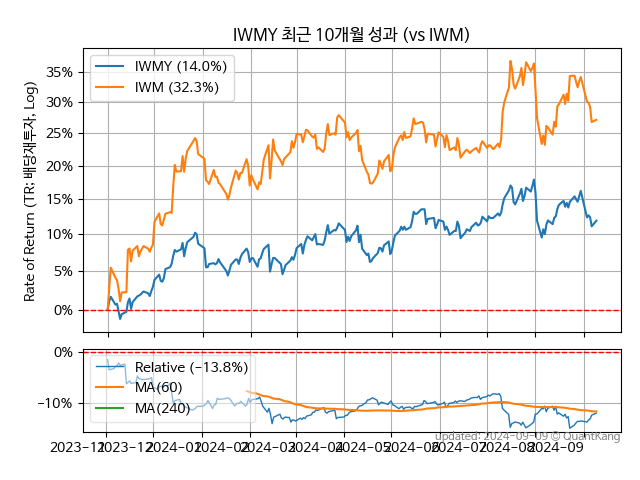 IWMY 최근 10개월 성과 (vs IWM)
Rate of Return (TR: 배당재투자, Log)
35%
30%
25%
20%
15%
10%
5%
0%
IWMY (14.0%)
IWM (32.3%)
0%
−10%
Relative (−13.8%)
MA(60)
MA(240)
updated: 2024-09-09 © QuantKang
2023-11
2023-12
2024-01
2024-02
2024-03
2024-04
2024-05
2024-06
2024-07
2024-08
2024-09